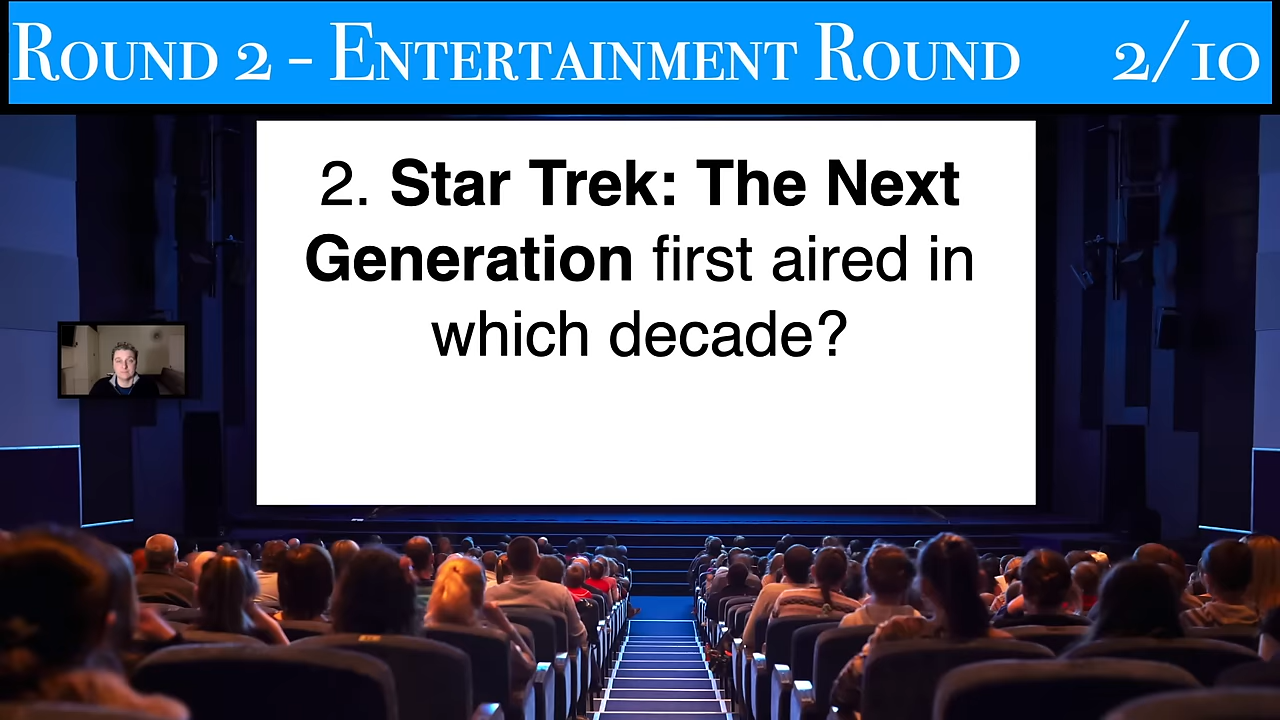 Round 2 - Entertainment Round 2/10
2. Star Trek: The Next
Generation first aired in
which decade?